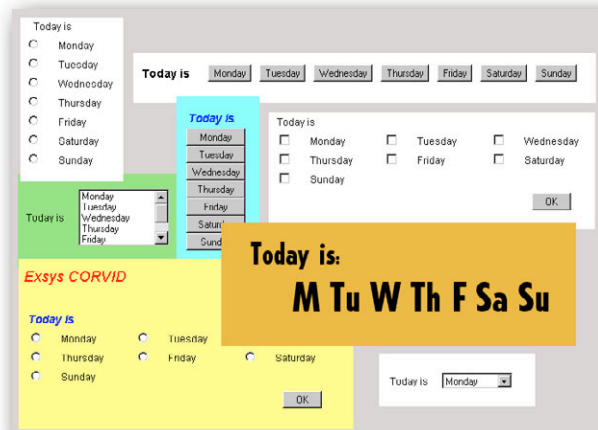 Today is
Monday
Tuesday
Wednesday
Thursday
Friday
Saturday
Sunday
Today is Monday Tuesday Wednesday Thursday Friday Saturday Sunday
Today is
Monday
Tuesday
Wednesday
Thursday
Friday
Today is
Monday Tuesday Wednesday
Thursday Friday Saturday
Sunday
OK
Today is
Monday
Tuesday
Wednesday
Thursday
Friday
Today is:
M Tu W Th F Sa Su
Exsys CORVID
Today is
Monday Tuesday
Thursday Friday Saturday
Sunday
OK
Today is Monday